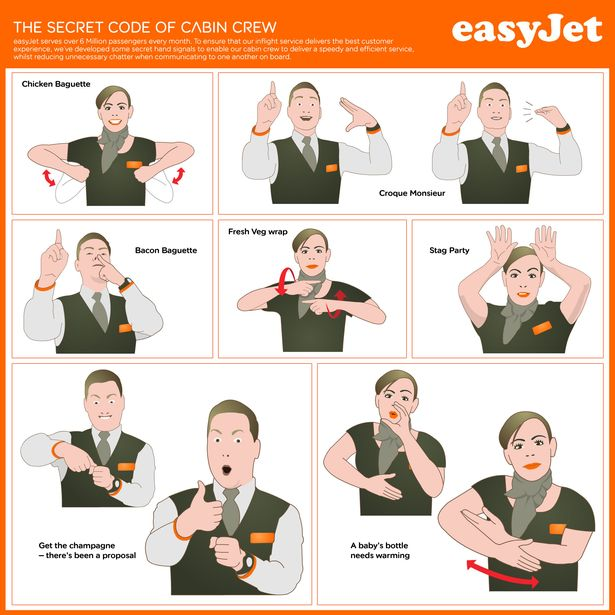 THE SECRET CODE OF CABIN CREW
easyJet
easyJet serves over 6 Million passengers every month. To ensure that our inflight service delivers the best customer
experience, we've developed some secret hand signals to enable our cabin crew to deliver a speedy and efficient service,
whilst reducing unnecessary chatter when communicating to one another on board.
Chicken Baguette
Croque Monsieur
Bacon Baguette
Fresh Veg wrap
Stag Party
Get the champagne
– there's been a proposal
A baby's bottle
needs warming